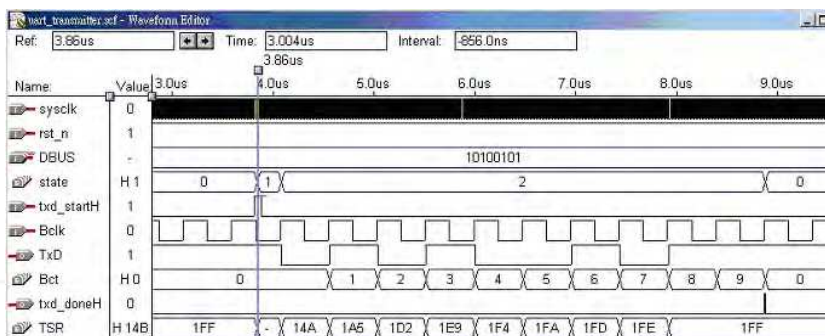 uart_transmitter.scf - Waveform Editor
Ref: 3.86us Time: 3.004us Interval: -856.0ns
3.86us
Name: Value: 3.0us 4.0us 5.0us 6.0us 7.0us 8.0us 9.0us
sysclk 0
rst_n 1
DBUS - 10100101
state H 1 0 1 2 0
txd_startH 1
Bclk 0
TxD 1
Bct H 0 0 1 2 3 4 5 6 7 8 9 0
txd_doneH 0
TSR H 14B 1FF - 14A 1A5 1D2 1E9 1F4 1FA 1FD 1FE 1FF